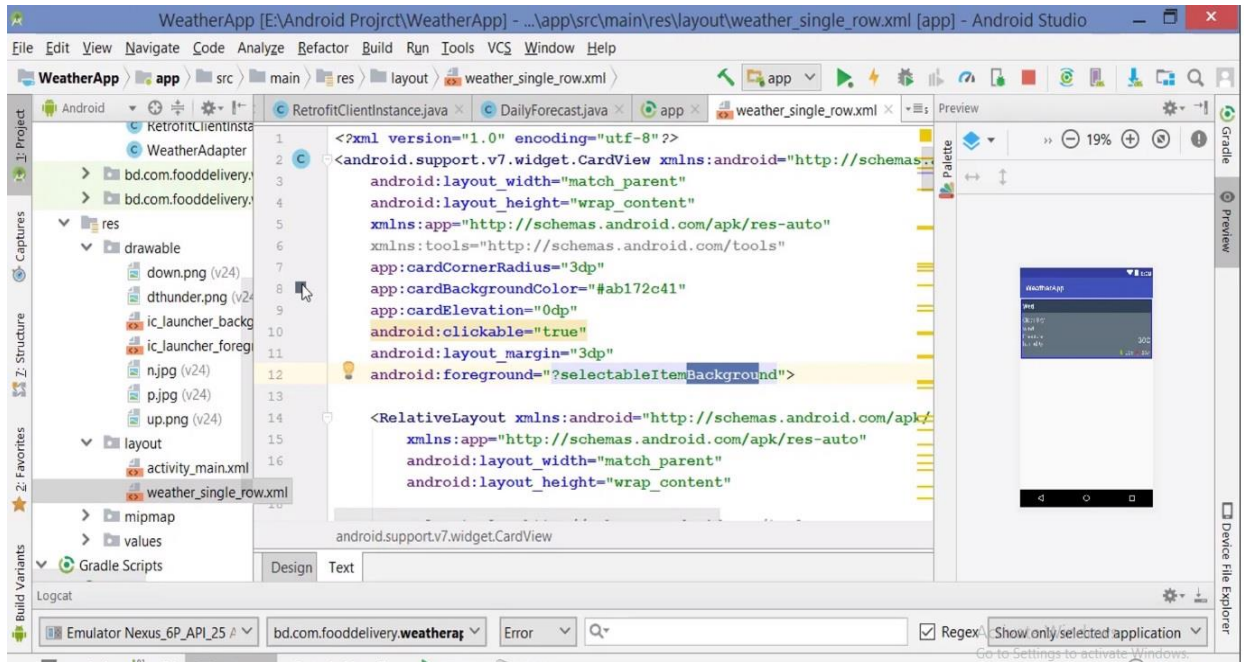 WeatherApp [E:\Android Projrct\WeatherApp] - ...\app\src\main\res\layout\weather_single_row.xml [app] - Android Studio
File Edit View Navigate Code Analyze Refactor Build Run Tools VCS Window Help
WeatherApp app src main res layout weather_single_row.xml app
Android RetrofitClientInstance.java DailyForecast.java app weather_single_row.xml Preview
1: Project
Captures
Z: Structure
2: Favorites
Build Variants
RetrofitClientInsta
WeatherAdapter
bd.com.fooddelivery.
bd.com.fooddelivery.
res
drawable
down.png (v24)
dthunder.png (v24
ic_launcher_backg
ic_launcher_foreg
n.jpg (v24)
p.jpg (v24)
up.png (v24)
layout
activity_main.xml
weather_single_row.xml
mipmap
values
Gradle Scripts
1 <?xml version="1.0" encoding="utf-8"?>
2 <android.support.v7.widget.CardView xmlns:android="http://schemas.
3 android:layout_width="match_parent"
4 android:layout_height="wrap_content"
5 xmlns:app="http://schemas.android.com/apk/res-auto"
6 xmlns:tools="http://schemas.android.com/tools"
7 app:cardCornerRadius="3dp"
8 app:cardBackgroundColor="#ab172c41"
9 app:cardElevation="0dp"
10 android:clickable="true"
11 android:layout_margin="3dp"
12 android:foreground="?selectableItemBackground">
13
14 <RelativeLayout xmlns:android="http://schemas.android.com/apk/
15 xmlns:app="http://schemas.android.com/apk/res-auto"
16 android:layout_width="match_parent"
android:layout_height="wrap_content"
android.support.v7.widget.CardView
Design Text
Palette
19%
WeatherApp
Wed
Gradle
Preview
Device File Explorer
Logcat
Emulator Nexus_6P_API_25 A bd.com.fooddelivery.weatherap Error Regex Show only selected application
Go to Settings to activate Windows.